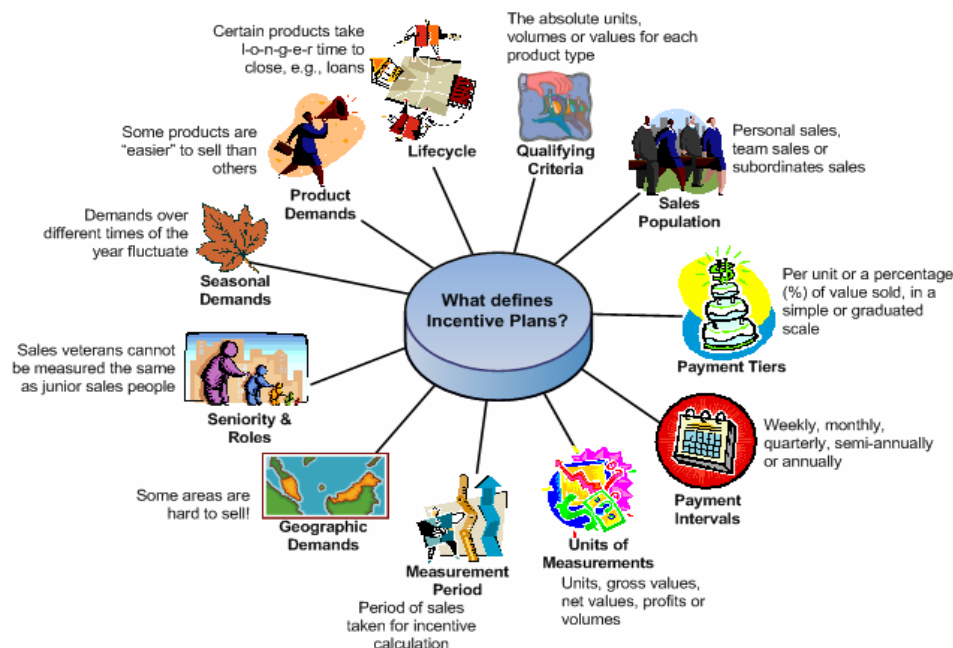 What defines
Incentive Plans?
Certain products take
l-o-n-g-e-r time to
close, e.g., loans
Lifecycle
The absolute units,
volumes or values for each
product type
Qualifying
Criteria
Personal sales,
team sales or
subordinates sales
Sales
Population
Per unit or a percentage
(%) of value sold, in a
simple or graduated
scale
Payment Tiers
Weekly, monthly,
quarterly, semi-annually
or annually
Payment
Intervals
Units of
Measurements
Units, gross values,
net values, profits or
volumes
Measurement
Period
Period of sales
taken for incentive
calculation
Some areas are
hard to sell!
Geographic
Demands
Sales veterans cannot
be measured the same
as junior sales people
Seniority &
Roles
Demands over
different times of the
year fluctuate
Seasonal
Demands
Some products are
“easier” to sell than
others
Product
Demands